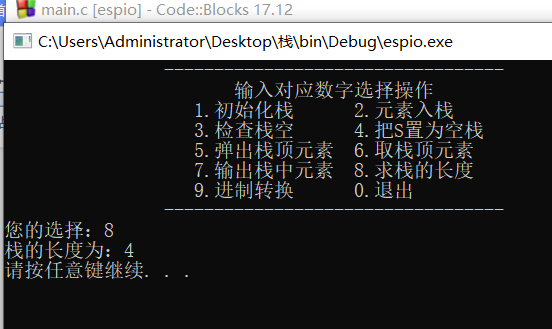 main.c [espio] - Code::Blocks 17.12
C:\Users\Administrator\Desktop\栈\bin\Debug\espio.exe
----------------------------------
输入对应数字选择操作
1.初始化栈 2.元素入栈
3.检查栈空 4.把S置为空栈
5.弹出栈顶元素 6.取栈顶元素
7.输出栈中元素 8.求栈的长度
9.进制转换 0.退出
----------------------------------
您的选择：8
栈的长度为：4
请按任意键继续. . .